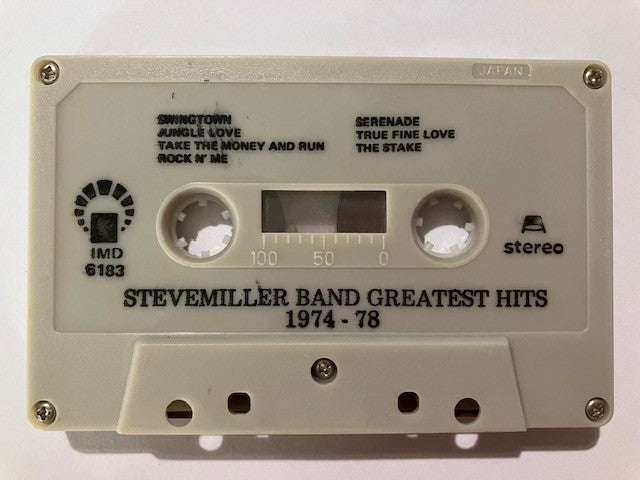 JAPAN
SWINGTOWN
JUNGLE LOVE
TAKE THE MONEY AND RUN
ROCK N' ME
SERENADE
TRUE FINE LOVE
THE STAKE
IMD
6183
100 50 0
stereo
STEVEMILLER BAND GREATEST HITS
1974 - 78